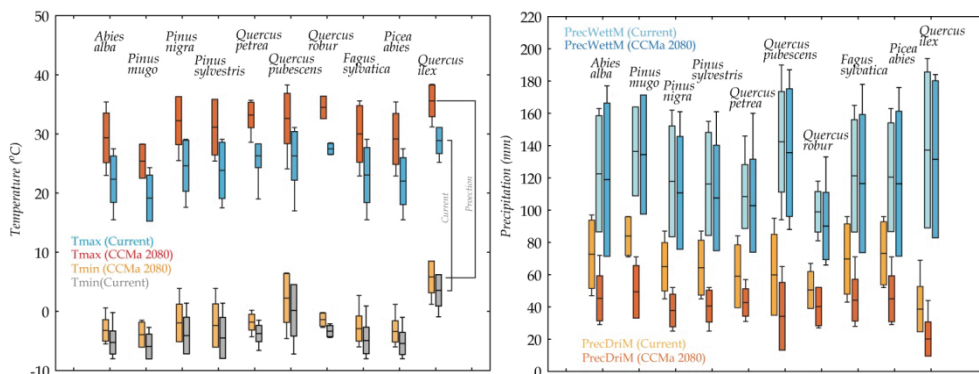 50
40
30
20
10
0
-10
Temperature (°C)
Abies
alba
Pinus
mugo
Pinus
nigra
Pinus
sylvestris
Quercus
petrea
Quercus
pubescens
Quercus
robur
Fagus
sylvatica
Picea
abies
Quercus
ilex
Current
Proection
Tmax (Current)
Tmax (CCMa 2080)
Tmin (CCMa 2080)
Tmin(Current)
200
180
160
140
120
100
80
60
40
20
0
Precipitation (mm)
PrecWettM (Current)
PrecWettM (CCMa 2080)
Abies
alba
Pinus
mugo
Pinus
nigra
Pinus
sylvestris
Quercus
petrea
Quercus
pubescens
Quercus
robur
Fagus
sylvatica
Picea
abies
Quercus
ilex
PrecDriM (Current)
PrecDriM (CCMa 2080)